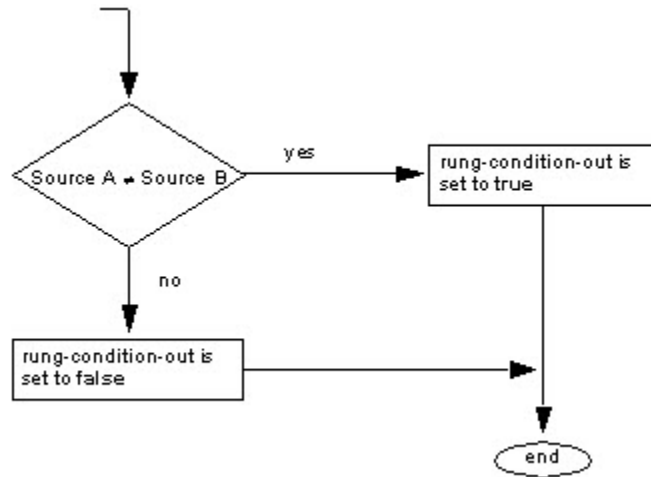 yes
Source A ≠ Source B
rung-condition-out is
set to true
no
rung-condition-out is
set to false
end